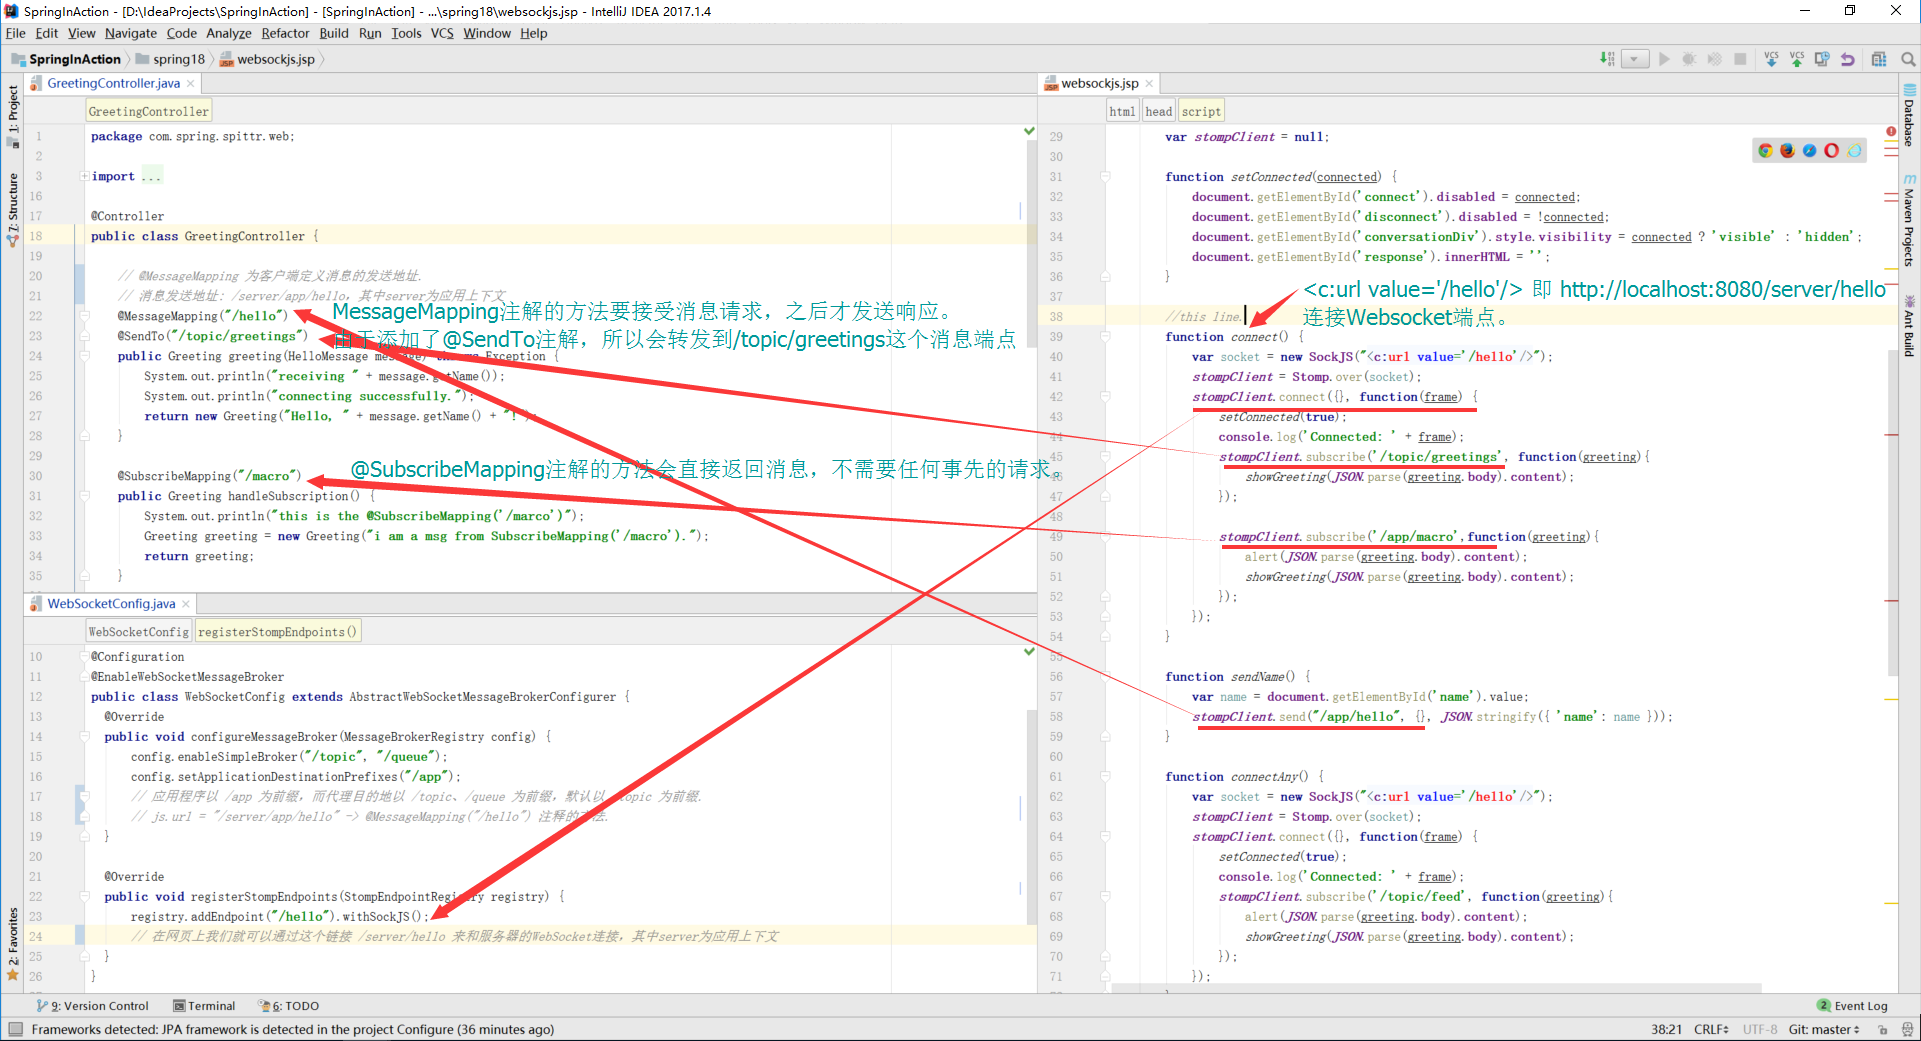 SpringInAction - [D:\IdeaProjects\SpringInAction] - [SpringInAction] - ...\spring18\websockjs.jsp - IntelliJ IDEA 2017.1.4
File Edit View Navigate Code Analyze Refactor Build Run Tools VCS Window Help
SpringInAction spring18 websockjs.jsp
1: Project
7: Structure
2: Favorites
GreetingController.java
GreetingController
1 package com.spring.spittr.web;
2
3 import ...
16
17 @Controller
18 public class GreetingController {
19
20 // @MessageMapping 为客户端定义消息的发送地址.
21 // 消息发送地址: /server/app/hello, 其中server为应用上下文
22 @MessageMapping("/hello")
23 @SendTo("/topic/greetings")
24 public Greeting greeting(HelloMessage message) Exception {
25 System.out.println("receiving " + message.getName());
26 System.out.println("connecting successfully.");
27 return new Greeting("Hello, " + message.getName() + "!");
28 }
29
30 @SubscribeMapping("/macro")
31 public Greeting handleSubscription() {
32 System.out.println("this is the @SubscribeMapping('/marco')");
33 Greeting greeting = new Greeting("i am a msg from SubscribeMapping('/macro').");
34 return greeting;
35 }
MessageMapping注解的方法要接受消息请求，之后才发送响应。
由于添加了@SendTo注解，所以会转发到/topic/greetings这个消息端点
@SubscribeMapping注解的方法会直接返回消息，不需要任何事先的请求。
WebSocketConfig.java
WebSocketConfig registerStompEndpoints()
10 @Configuration
11 @EnableWebSocketMessageBroker
12 public class WebSocketConfig extends AbstractWebSocketMessageBrokerConfigurer {
13 @Override
14 public void configureMessageBroker(MessageBrokerRegistry config) {
15 config.enableSimpleBroker("/topic", "/queue");
16 config.setApplicationDestinationPrefixes("/app");
17 // 应用程序以 /app 为前缀，而代理目的地以 /topic、/queue 为前缀，默认以 /topic 为前缀.
18 // js.url = "/server/app/hello" -> @MessageMapping("/hello") 注释的方法.
19 }
20
21 @Override
22 public void registerStompEndpoints(StompEndpointRegistry registry) {
23 registry.addEndpoint("/hello").withSockJS();
24 // 在网页上我们就可以通过这个链接 /server/hello 来和服务器的WebSocket连接，其中server为应用上下文
25 }
26 }
websockjs.jsp
html head script
29 var stompClient = null;
30
31 function setConnected(connected) {
32 document.getElementById('connect').disabled = connected;
33 document.getElementById('disconnect').disabled = !connected;
34 document.getElementById('conversationDiv').style.visibility = connected ? 'visible' : 'hidden';
35 document.getElementById('response').innerHTML = '';
36 }
37
38 //this line.
39 function connect() {
40 var socket = new SockJS("<c:url value='/hello'/>");
41 stompClient = Stomp.over(socket);
42 stompClient.connect({}, function(frame) {
43 setConnected(true);
44 console.log('Connected: ' + frame);
45 stompClient.subscribe('/topic/greetings', function(greeting){
46 showGreeting(JSON.parse(greeting.body).content);
47 });
48
49 stompClient.subscribe('/app/macro',function(greeting){
50 alert(JSON.parse(greeting.body).content);
51 showGreeting(JSON.parse(greeting.body).content);
52 });
53 });
54 }
55
56 function sendName() {
57 var name = document.getElementById('name').value;
58 stompClient.send("/app/hello", {}, JSON.stringify({ 'name': name }));
59 }
60
61 function connectAny() {
62 var socket = new SockJS("<c:url value='/hello'/>");
63 stompClient = Stomp.over(socket);
64 stompClient.connect({}, function(frame) {
65 setConnected(true);
66 console.log('Connected: ' + frame);
67 stompClient.subscribe('/topic/feed', function(greeting){
68 alert(JSON.parse(greeting.body).content);
69 showGreeting(JSON.parse(greeting.body).content);
70 });
71 });
<c:url value='/hello'/> 即 http://localhost:8080/server/hello
连接Websocket端点。
Database
Maven Projects
Ant Build
9: Version Control Terminal 6: TODO 2 Event Log
Frameworks detected: JPA framework is detected in the project Configure (36 minutes ago) 38:21 CRLF UTF-8 Git: master